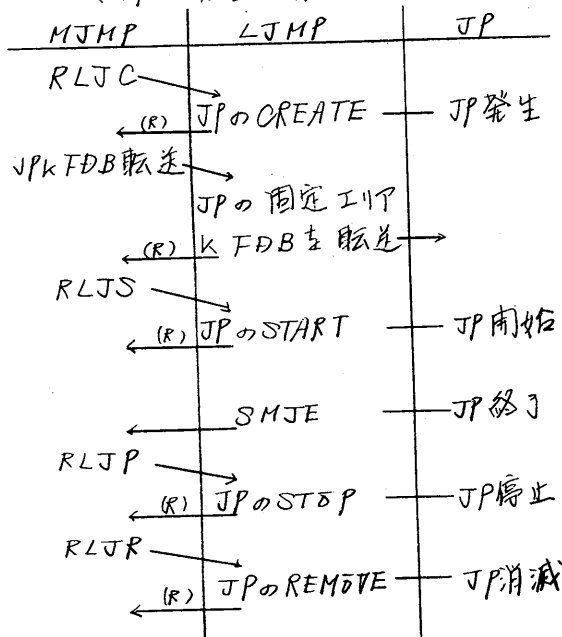 MJMP LJMP JP
RLJC
JPのCREATE JP発生
(R)
JPK FDB転送
JPの固定エリア
(R) K FDBを転送
RLJS
(R) JPのSTART JP開始
SMJE JP終了
RLJP
(R) JPのSTOP JP停止
RLJR
(R) JPのREMOVE JP消滅